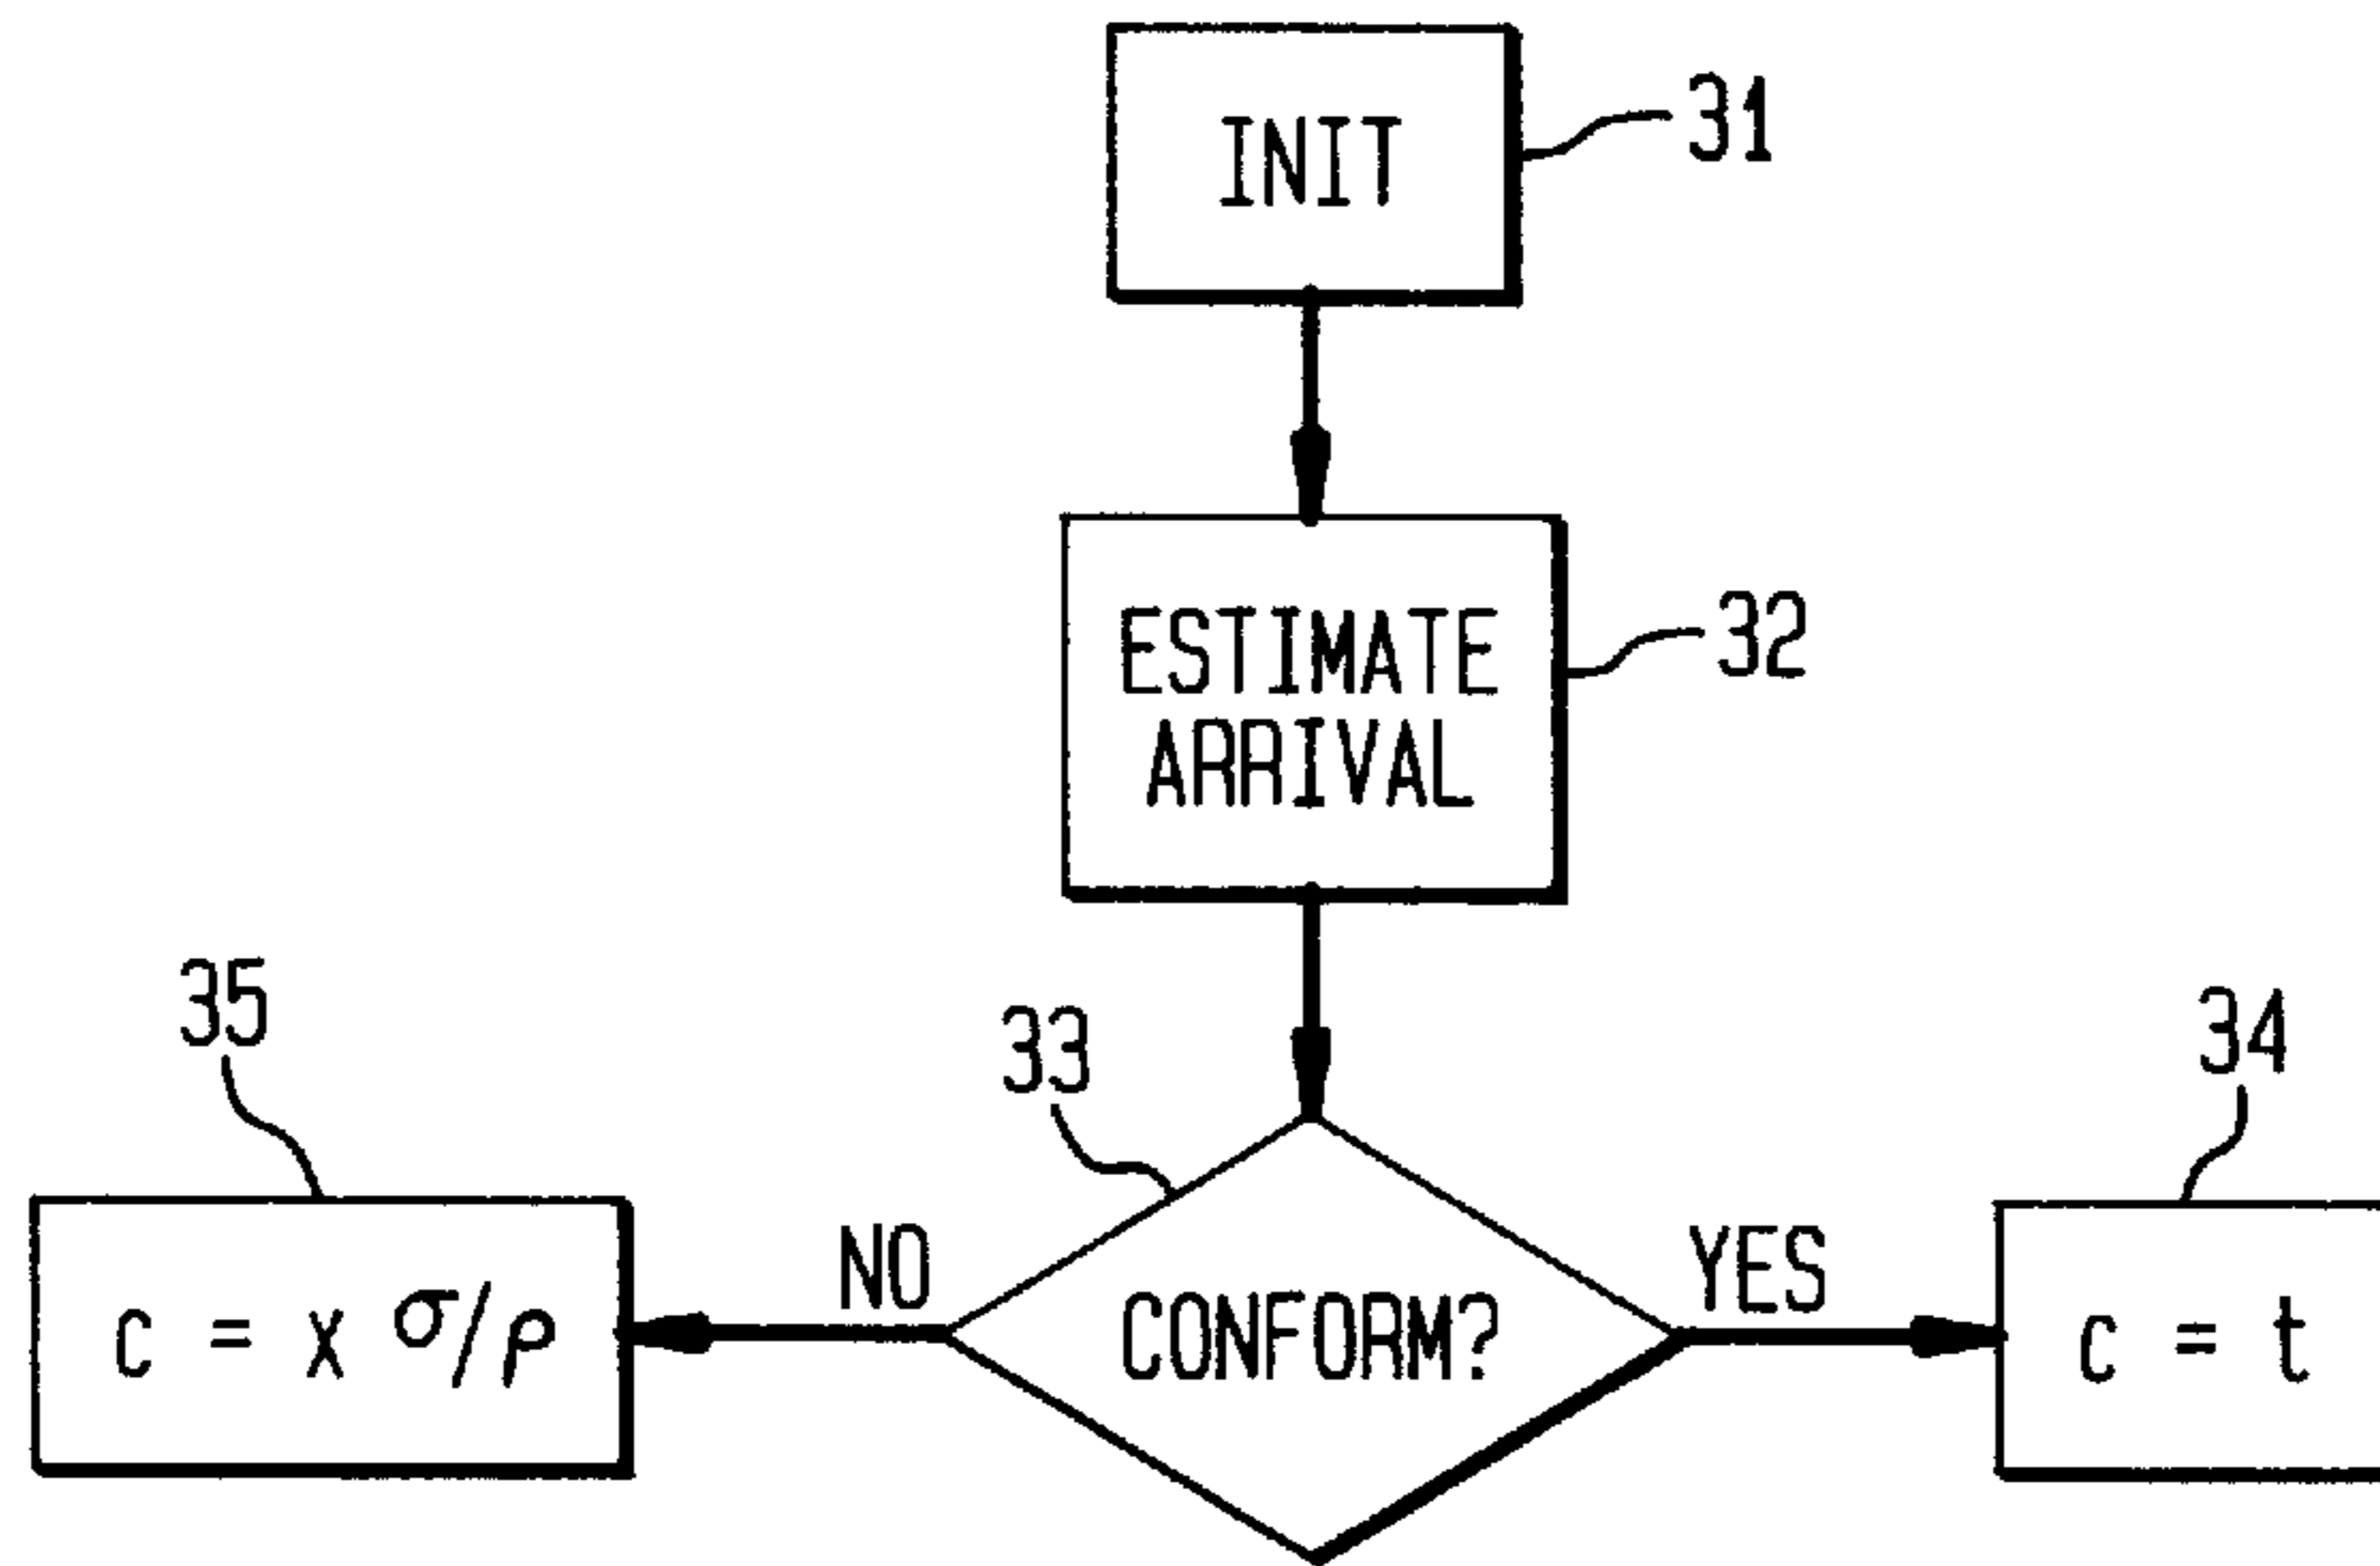 INIT
31
ESTIMATE
ARRIVAL
32
35
33
34
NO
YES
c = x σ/ρ
CONFORM?
c = t